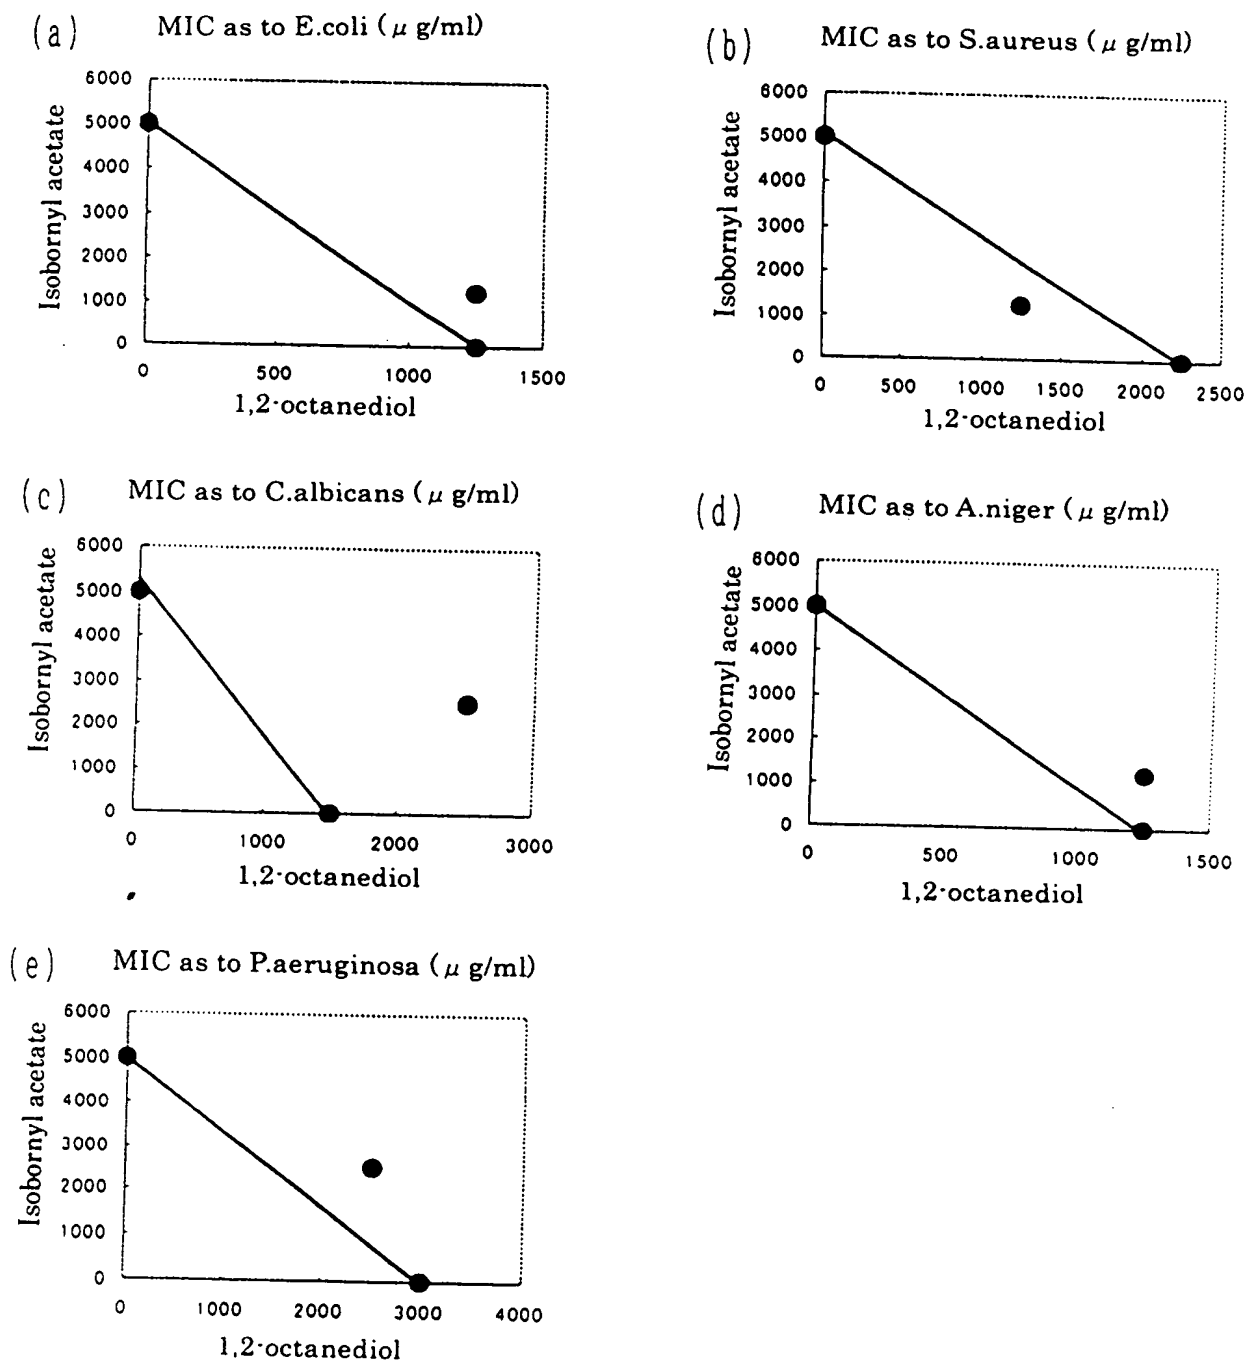 (a) MIC as to E.coli (μ g/ml)
Isobornyl acetate
6000
5000
4000
3000
2000
1000
0
0 500 1000 1500
1,2-octanediol
(b) MIC as to S.aureus (μ g/ml)
Isobornyl acetate
6000
5000
4000
3000
2000
1000
0
0 500 1000 1500 2000 2500
1,2-octanediol
(c) MIC as to C.albicans (μ g/ml)
Isobornyl acetate
6000
5000
4000
3000
2000
1000
0
0 1000 2000 3000
1,2-octanediol
(d) MIC as to A.niger (μ g/ml)
Isobornyl acetate
6000
5000
4000
3000
2000
1000
0
0 500 1000 1500
1,2-octanediol
(e) MIC as to P.aeruginosa (μ g/ml)
Isobornyl acetate
6000
5000
4000
3000
2000
1000
0
0 1000 2000 3000 4000
1,2-octanediol